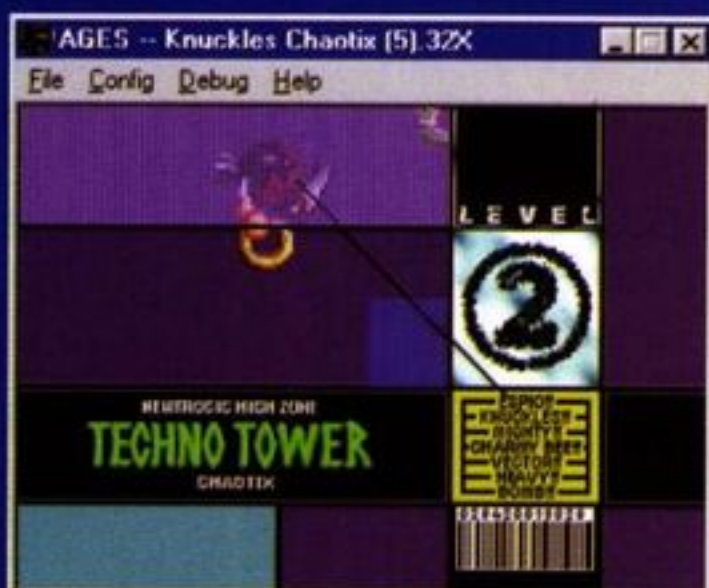 'AGES -- Knuckles Chaotix (5).32X
File Config Debug Help
LEVEL
2
NEWTROGIC HIGH ZONE
TECHNO TOWER
CHAOTIX
ESPIO!!
KNUCKLES!!
MIGHTY!!
CHARMY BEE!!
VECTOR!!
HEAVY!!
BOMB!!